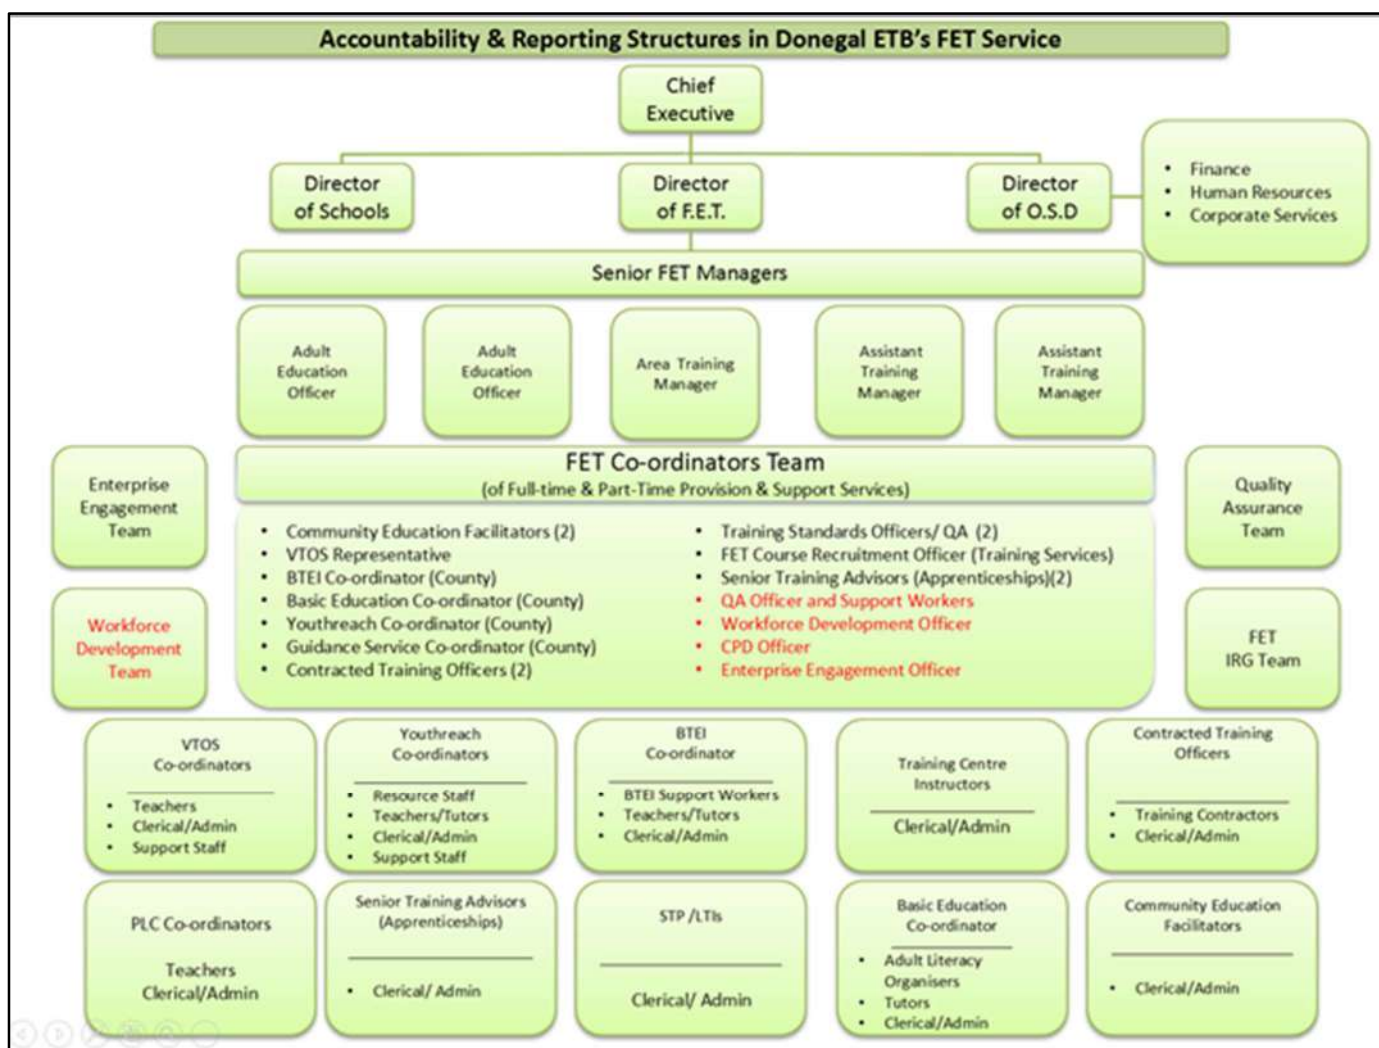 Accountability & Reporting Structures in Donegal ETB's FET Service
Chief
Executive
Director
of Schools
Director
of F.E.T.
Director
of O.S.D
• Finance
• Human Resources
• Corporate Services
Senior FET Managers
Adult
Education
Officer
Adult
Education
Officer
Area Training
Manager
Assistant
Training
Manager
Assistant
Training
Manager
Enterprise
Engagement
Team
Workforce
Development
Team
FET Co-ordinators Team
(of Full-time & Part-Time Provision & Support Services)
• Community Education Facilitators (2)
• VTOS Representative
• BTEI Co-ordinator (County)
• Basic Education Co-ordinator (County)
• Youthreach Co-ordinator (County)
• Guidance Service Co-ordinator (County)
• Contracted Training Officers (2)
• Training Standards Officers/ QA (2)
• FET Course Recruitment Officer (Training Services)
• Senior Training Advisors (Apprenticeships)(2)
• QA Officer and Support Workers
• Workforce Development Officer
• CPD Officer
• Enterprise Engagement Officer
Quality
Assurance
Team
FET
IRG Team
VTOS
Co-ordinators
• Teachers
• Clerical/Admin
• Support Staff
Youthreach
Co-ordinators
• Resource Staff
• Teachers/Tutors
• Clerical/Admin
• Support Staff
BTEI
Co-ordinator
• BTEI Support Workers
• Teachers/Tutors
• Clerical/Admin
Training Centre
Instructors
Clerical/Admin
Contracted Training
Officers
• Training Contractors
• Clerical/Admin
PLC Co-ordinators
Teachers
Clerical/Admin
Senior Training Advisors
(Apprenticeships)
• Clerical/ Admin
STP /LTIs
Clerical/ Admin
Basic Education
Co-ordinator
• Adult Literacy
Organisers
• Tutors
• Clerical/Admin
Community Education
Facilitators
• Clerical/Admin